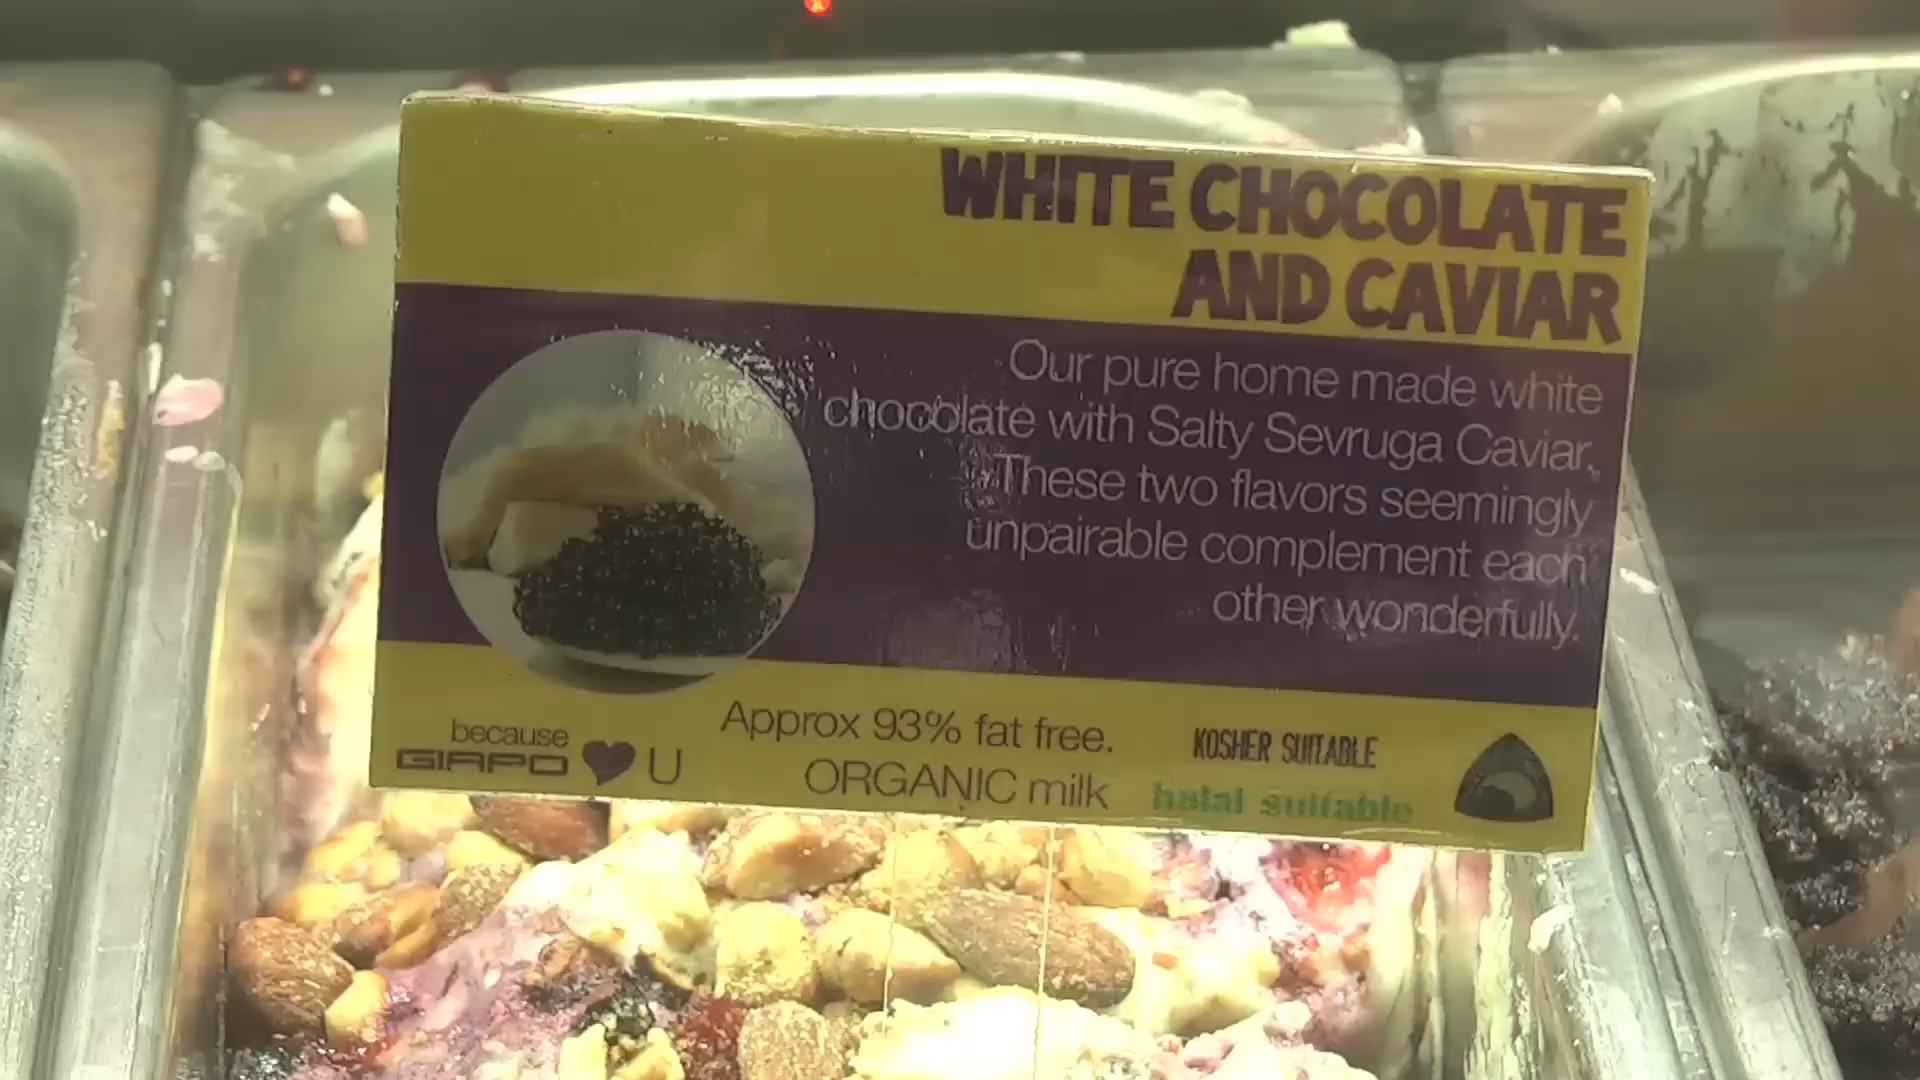 WHITE CHOCOLATE
AND CAVIAR
Our pure home made white
chocolate with Salty Sevruga Caviar.
These two flavors seemingly
unpairable complement each
other wonderfully.
Approx 93% fat free.
ORGANIC milk
because
GIAPO ♥ U
KOSHER SUITABLE
halal suitable